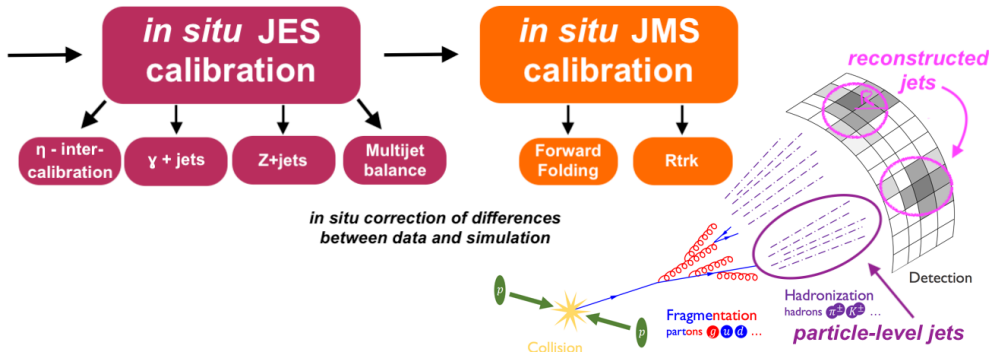 in situ JES
calibration
in situ JMS
calibration
η - inter-
calibration
γ + jets
Z+jets
Multijet
balance
Forward
Folding
Rtrk
in situ correction of differences
between data and simulation
reconstructed
jets
R
Detection
Hadronization
hadrons π± K± ...
particle-level jets
Fragmentation
partons g u d ...
p
p
Collision